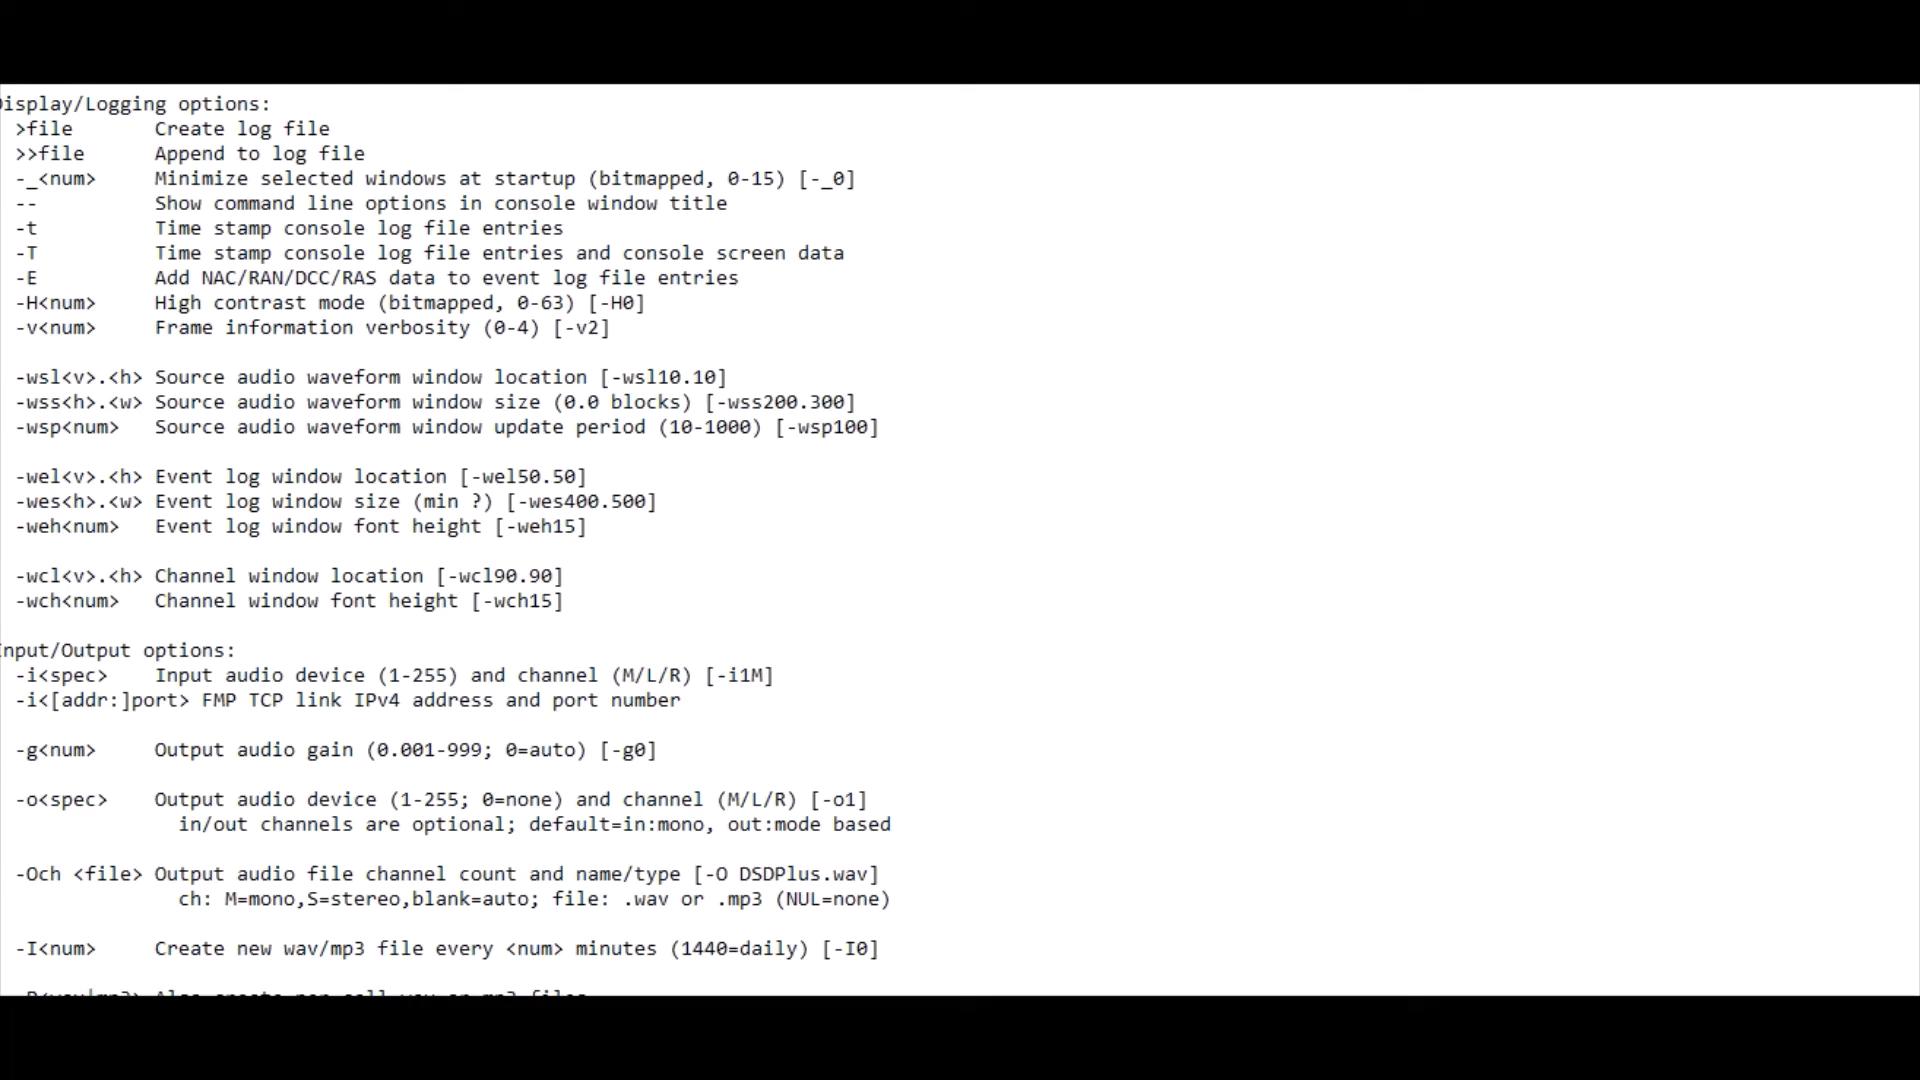 Display/Logging options:
>file Create log file
>>file Append to log file
-_<num> Minimize selected windows at startup (bitmapped, 0-15) [-_0]
-- Show command line options in console window title
-t Time stamp console log file entries
-T Time stamp console log file entries and console screen data
-E Add NAC/RAN/DCC/RAS data to event log file entries
-H<num> High contrast mode (bitmapped, 0-63) [-H0]
-v<num> Frame information verbosity (0-4) [-v2]
-wsl<v>.<h> Source audio waveform window location [-wsl10.10]
-wss<h>.<w> Source audio waveform window size (0.0 blocks) [-wss200.300]
-wsp<num> Source audio waveform window update period (10-1000) [-wsp100]
-wel<v>.<h> Event log window location [-wel50.50]
-wes<h>.<w> Event log window size (min ?) [-wes400.500]
-weh<num> Event log window font height [-weh15]
-wcl<v>.<h> Channel window location [-wcl90.90]
-wch<num> Channel window font height [-wch15]
Input/Output options:
-i<spec> Input audio device (1-255) and channel (M/L/R) [-i1M]
-i<[addr:]port> FMP TCP link IPv4 address and port number
-g<num> Output audio gain (0.001-999; 0=auto) [-g0]
-o<spec> Output audio device (1-255; 0=none) and channel (M/L/R) [-o1]
in/out channels are optional; default=in:mono, out:mode based
-Och <file> Output audio file channel count and name/type [-O DSDPlus.wav]
ch: M=mono,S=stereo,blank=auto; file: .wav or .mp3 (NUL=none)
-I<num> Create new wav/mp3 file every <num> minutes (1440=daily) [-I0]